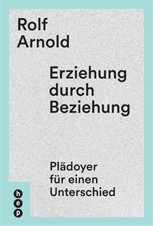 Rolf
Arnold
Erziehung
durch
Beziehung
Plädoyer
für einen
Unterschied
hep